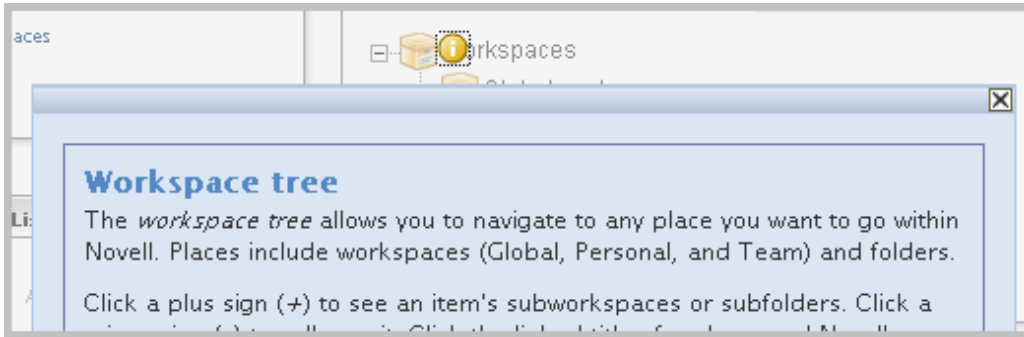 aces
orkspaces
Workspace tree
The workspace tree allows you to navigate to any place you want to go within
Novell. Places include workspaces (Global, Personal, and Team) and folders.
Li
Click a plus sign (+) to see an item's subworkspaces or subfolders. Click a